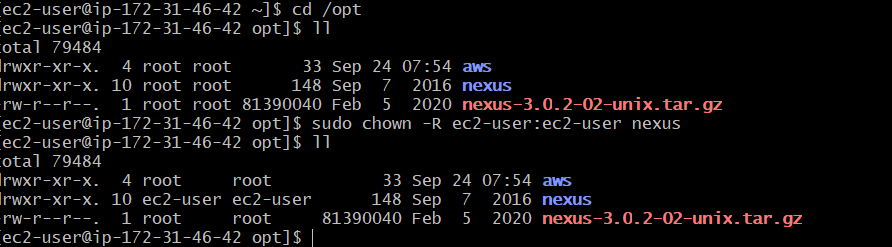 [ec2-user@ip-172-31-46-42 ~]$ cd /opt
[ec2-user@ip-172-31-46-42 opt]$ ll
total 79484
drwxr-xr-x.  4 root root       33 Sep 24 07:54 aws
drwxr-xr-x. 10 root root      148 Sep  7  2016 nexus
-rw-r--r--.  1 root root 81390040 Feb  5  2020 nexus-3.0.2-02-unix.tar.gz
[ec2-user@ip-172-31-46-42 opt]$ sudo chown -R ec2-user:ec2-user nexus
[ec2-user@ip-172-31-46-42 opt]$ ll
total 79484
drwxr-xr-x.  4 root     root           33 Sep 24 07:54 aws
drwxr-xr-x. 10 ec2-user ec2-user      148 Sep  7  2016 nexus
-rw-r--r--.  1 root     root     81390040 Feb  5  2020 nexus-3.0.2-02-unix.tar.gz
[ec2-user@ip-172-31-46-42 opt]$